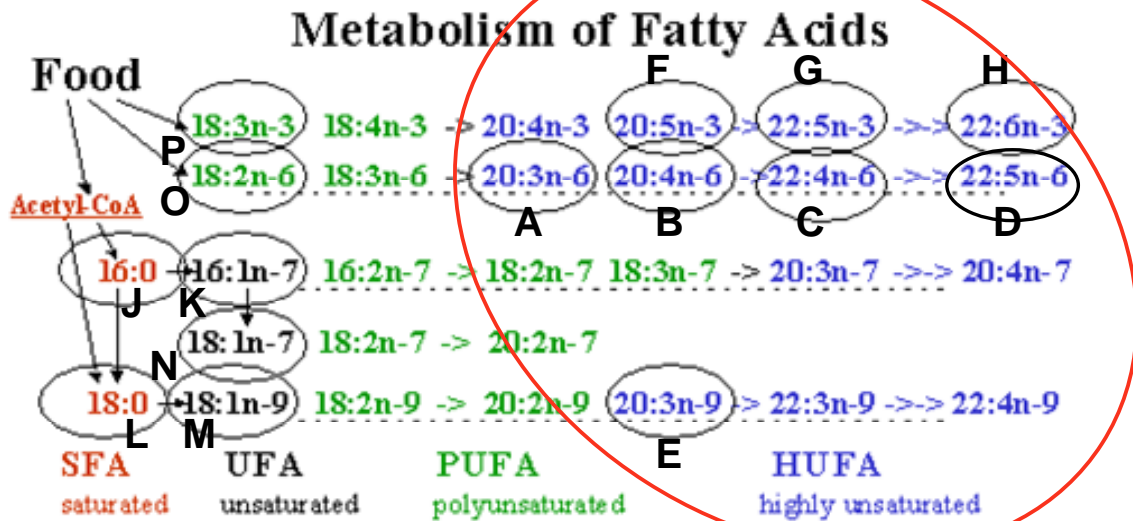 Metabolism of Fatty Acids
Food
F G H
18:3n-3 18:4n-3 -> 20:4n-3 20:5n-3 -> 22:5n-3 ->-> 22:6n-3
P
18:2n-6 18:3n-6 -> 20:3n-6 20:4n-6 -> 22:4n-6 ->-> 22:5n-6
O
Acetyl-CoA
A B C D
16:0 16:1n-7 16:2n-7 -> 18:2n-7 18:3n-7 -> 20:3n-7 ->-> 20:4n-7
J K
18:1n-7 18:2n-7 -> 20:2n-7
N
18:0 18:1n-9 18:2n-9 -> 20:2n-9 20:3n-9 -> 22:3n-9 ->-> 22:4n-9
L M E
SFA UFA PUFA HUFA
saturated unsaturated polyunsaturated highly unsaturated